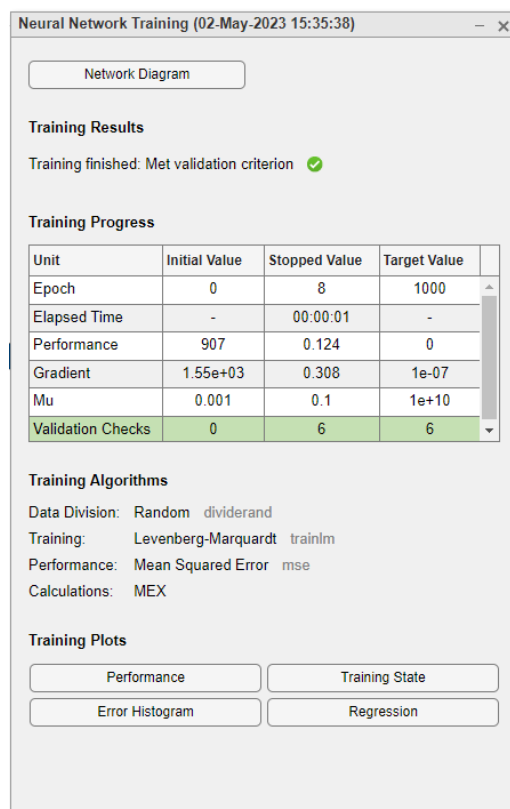 Neural Network Training (02-May-2023 15:35:38)
Network Diagram
Training Results
Training finished: Met validation criterion
Training Progress
Unit Initial Value Stopped Value Target Value
Epoch 0 8 1000
Elapsed Time - 00:00:01 -
Performance 907 0.124 0
Gradient 1.55e+03 0.308 1e-07
Mu 0.001 0.1 1e+10
Validation Checks 0 6 6
Training Algorithms
Data Division: Random dividerand
Training: Levenberg-Marquardt trainlm
Performance: Mean Squared Error mse
Calculations: MEX
Training Plots
Performance Training State
Error Histogram Regression